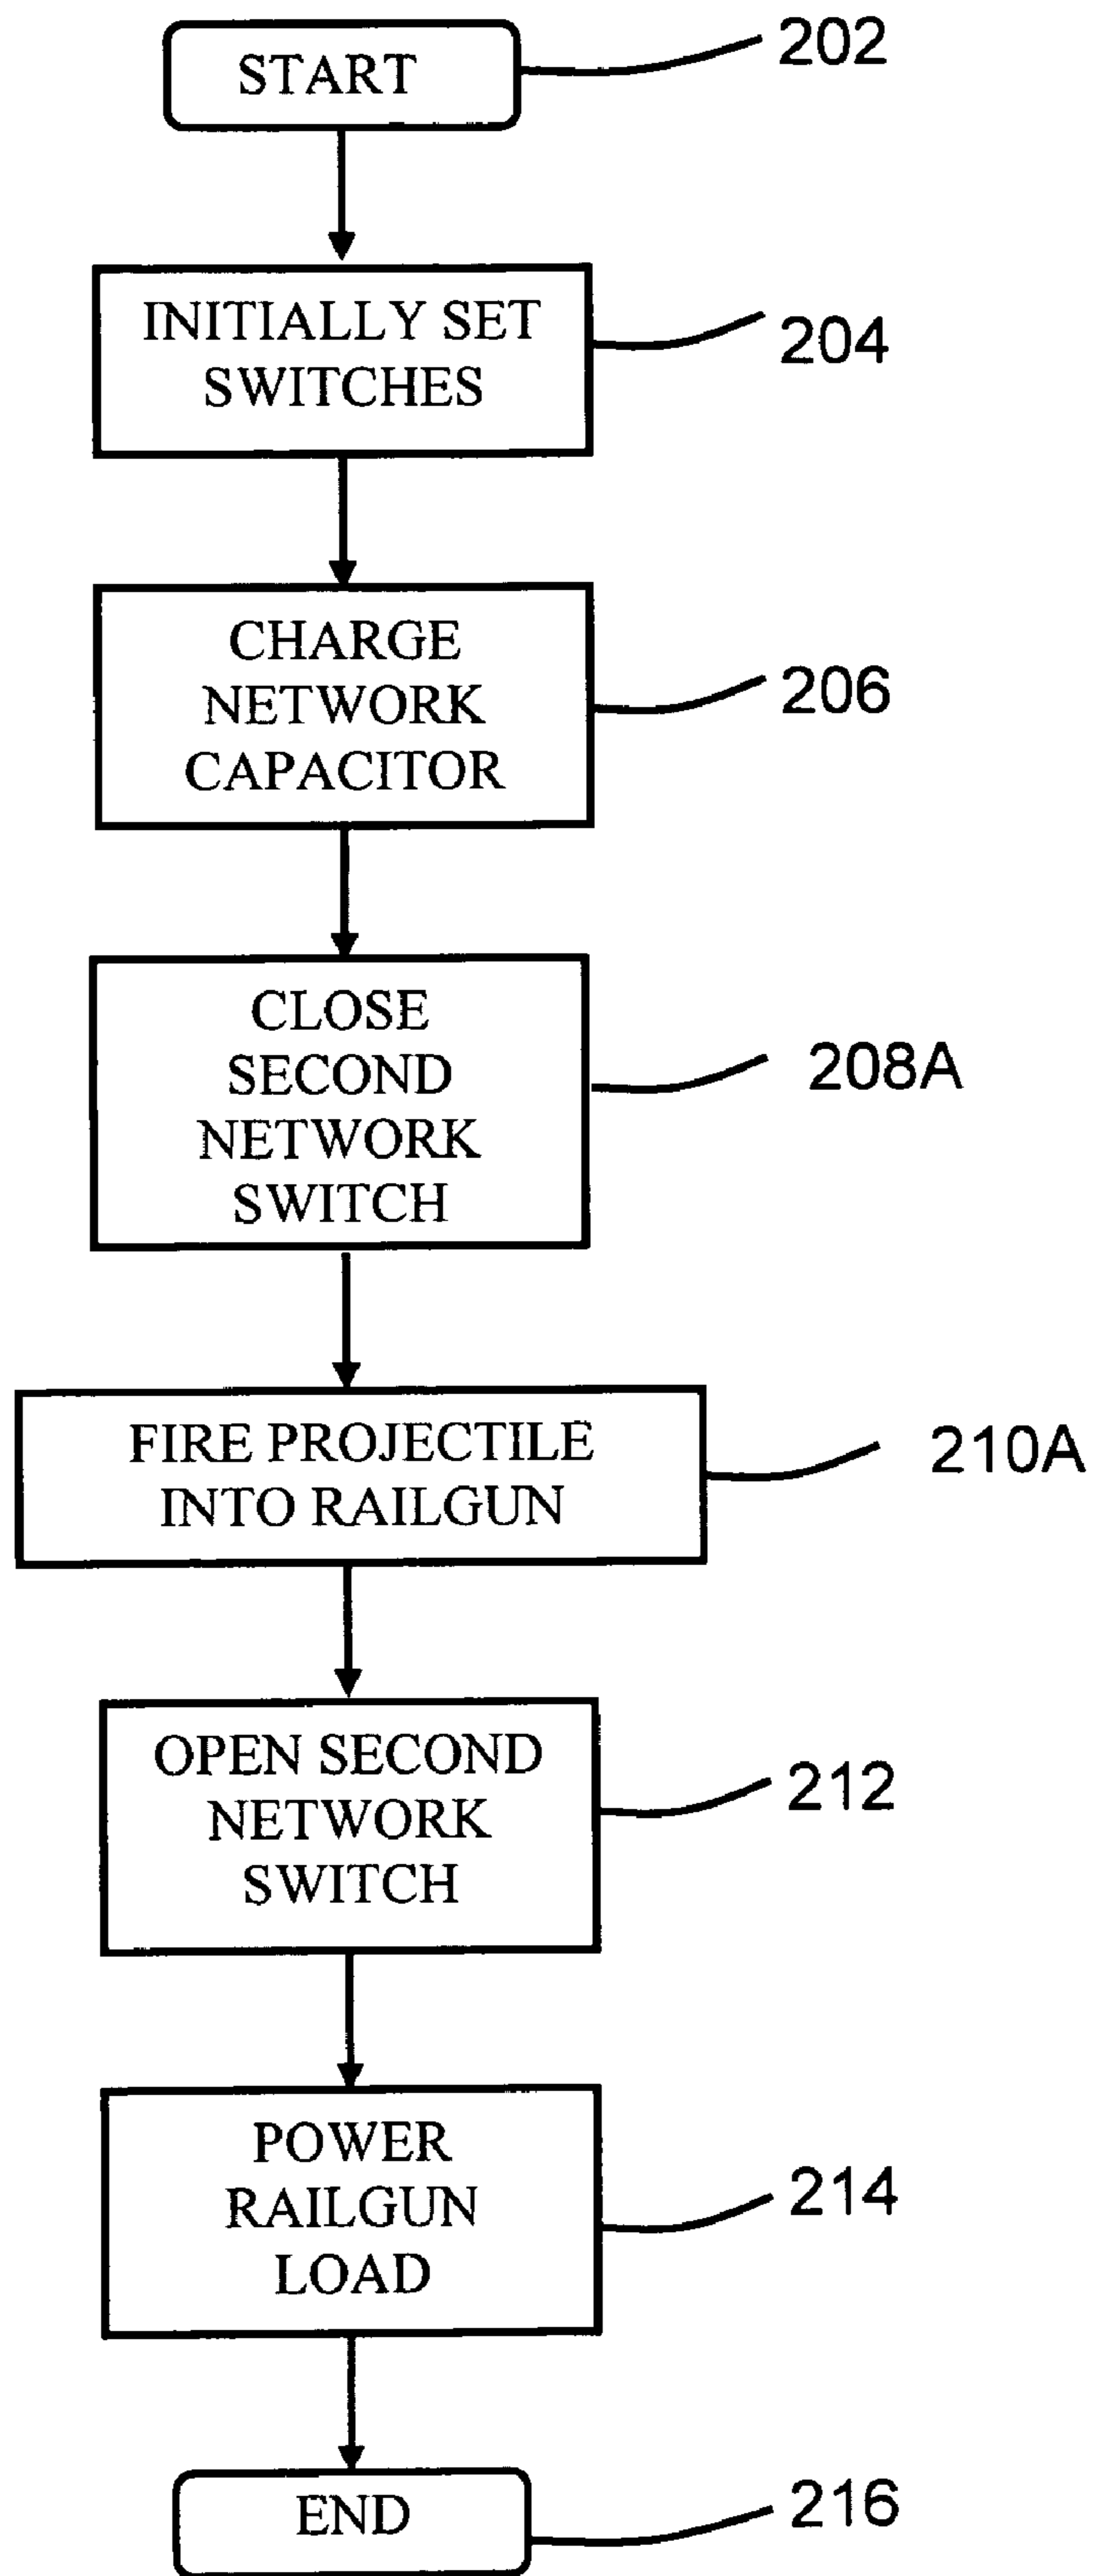 START
202
INITIALLY SET
SWITCHES
204
CHARGE
NETWORK
CAPACITOR
206
CLOSE
SECOND
NETWORK
SWITCH
208A
FIRE PROJECTILE
INTO RAILGUN
210A
OPEN SECOND
NETWORK
SWITCH
212
POWER
RAILGUN
LOAD
214
END
216